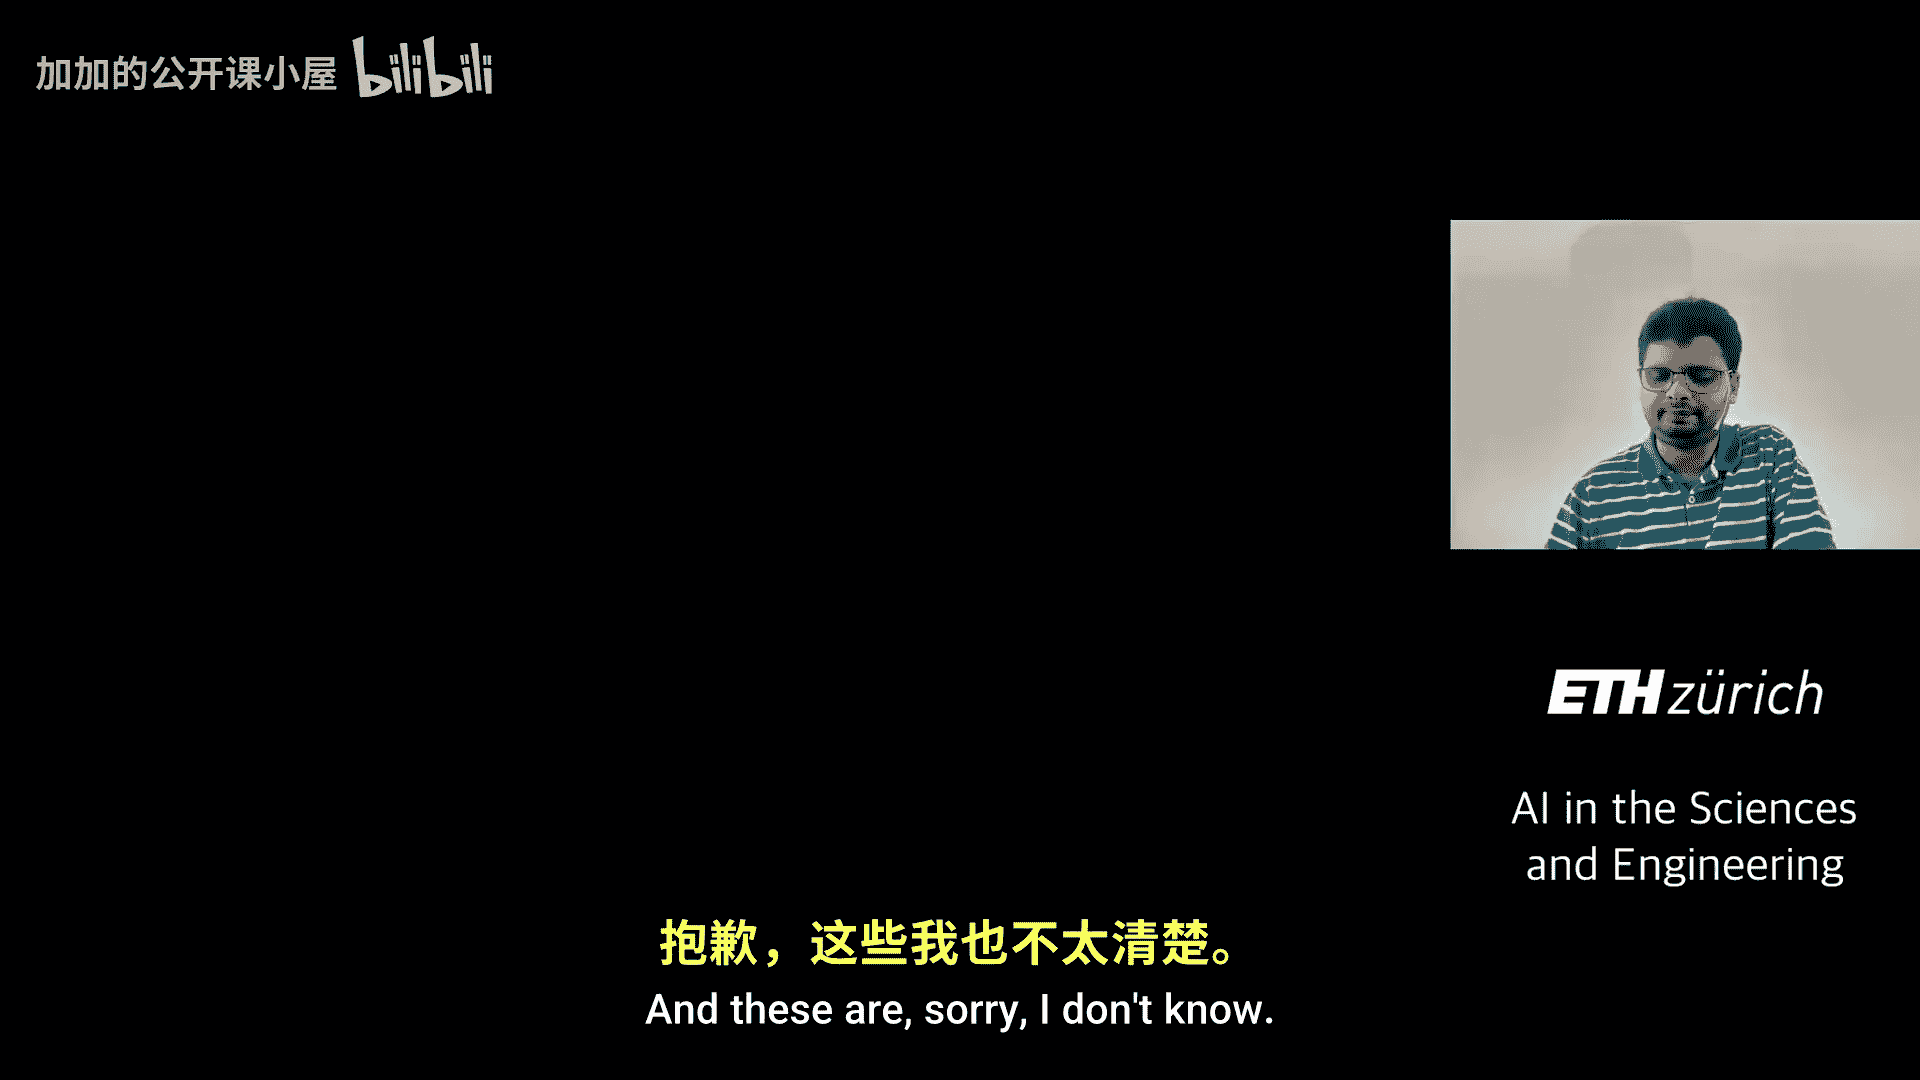 加加的公开课小屋 bilibili
ETH zürich
AI in the Sciences
and Engineering
抱歉，这些我也不太清楚。
And these are, sorry, I don't know.